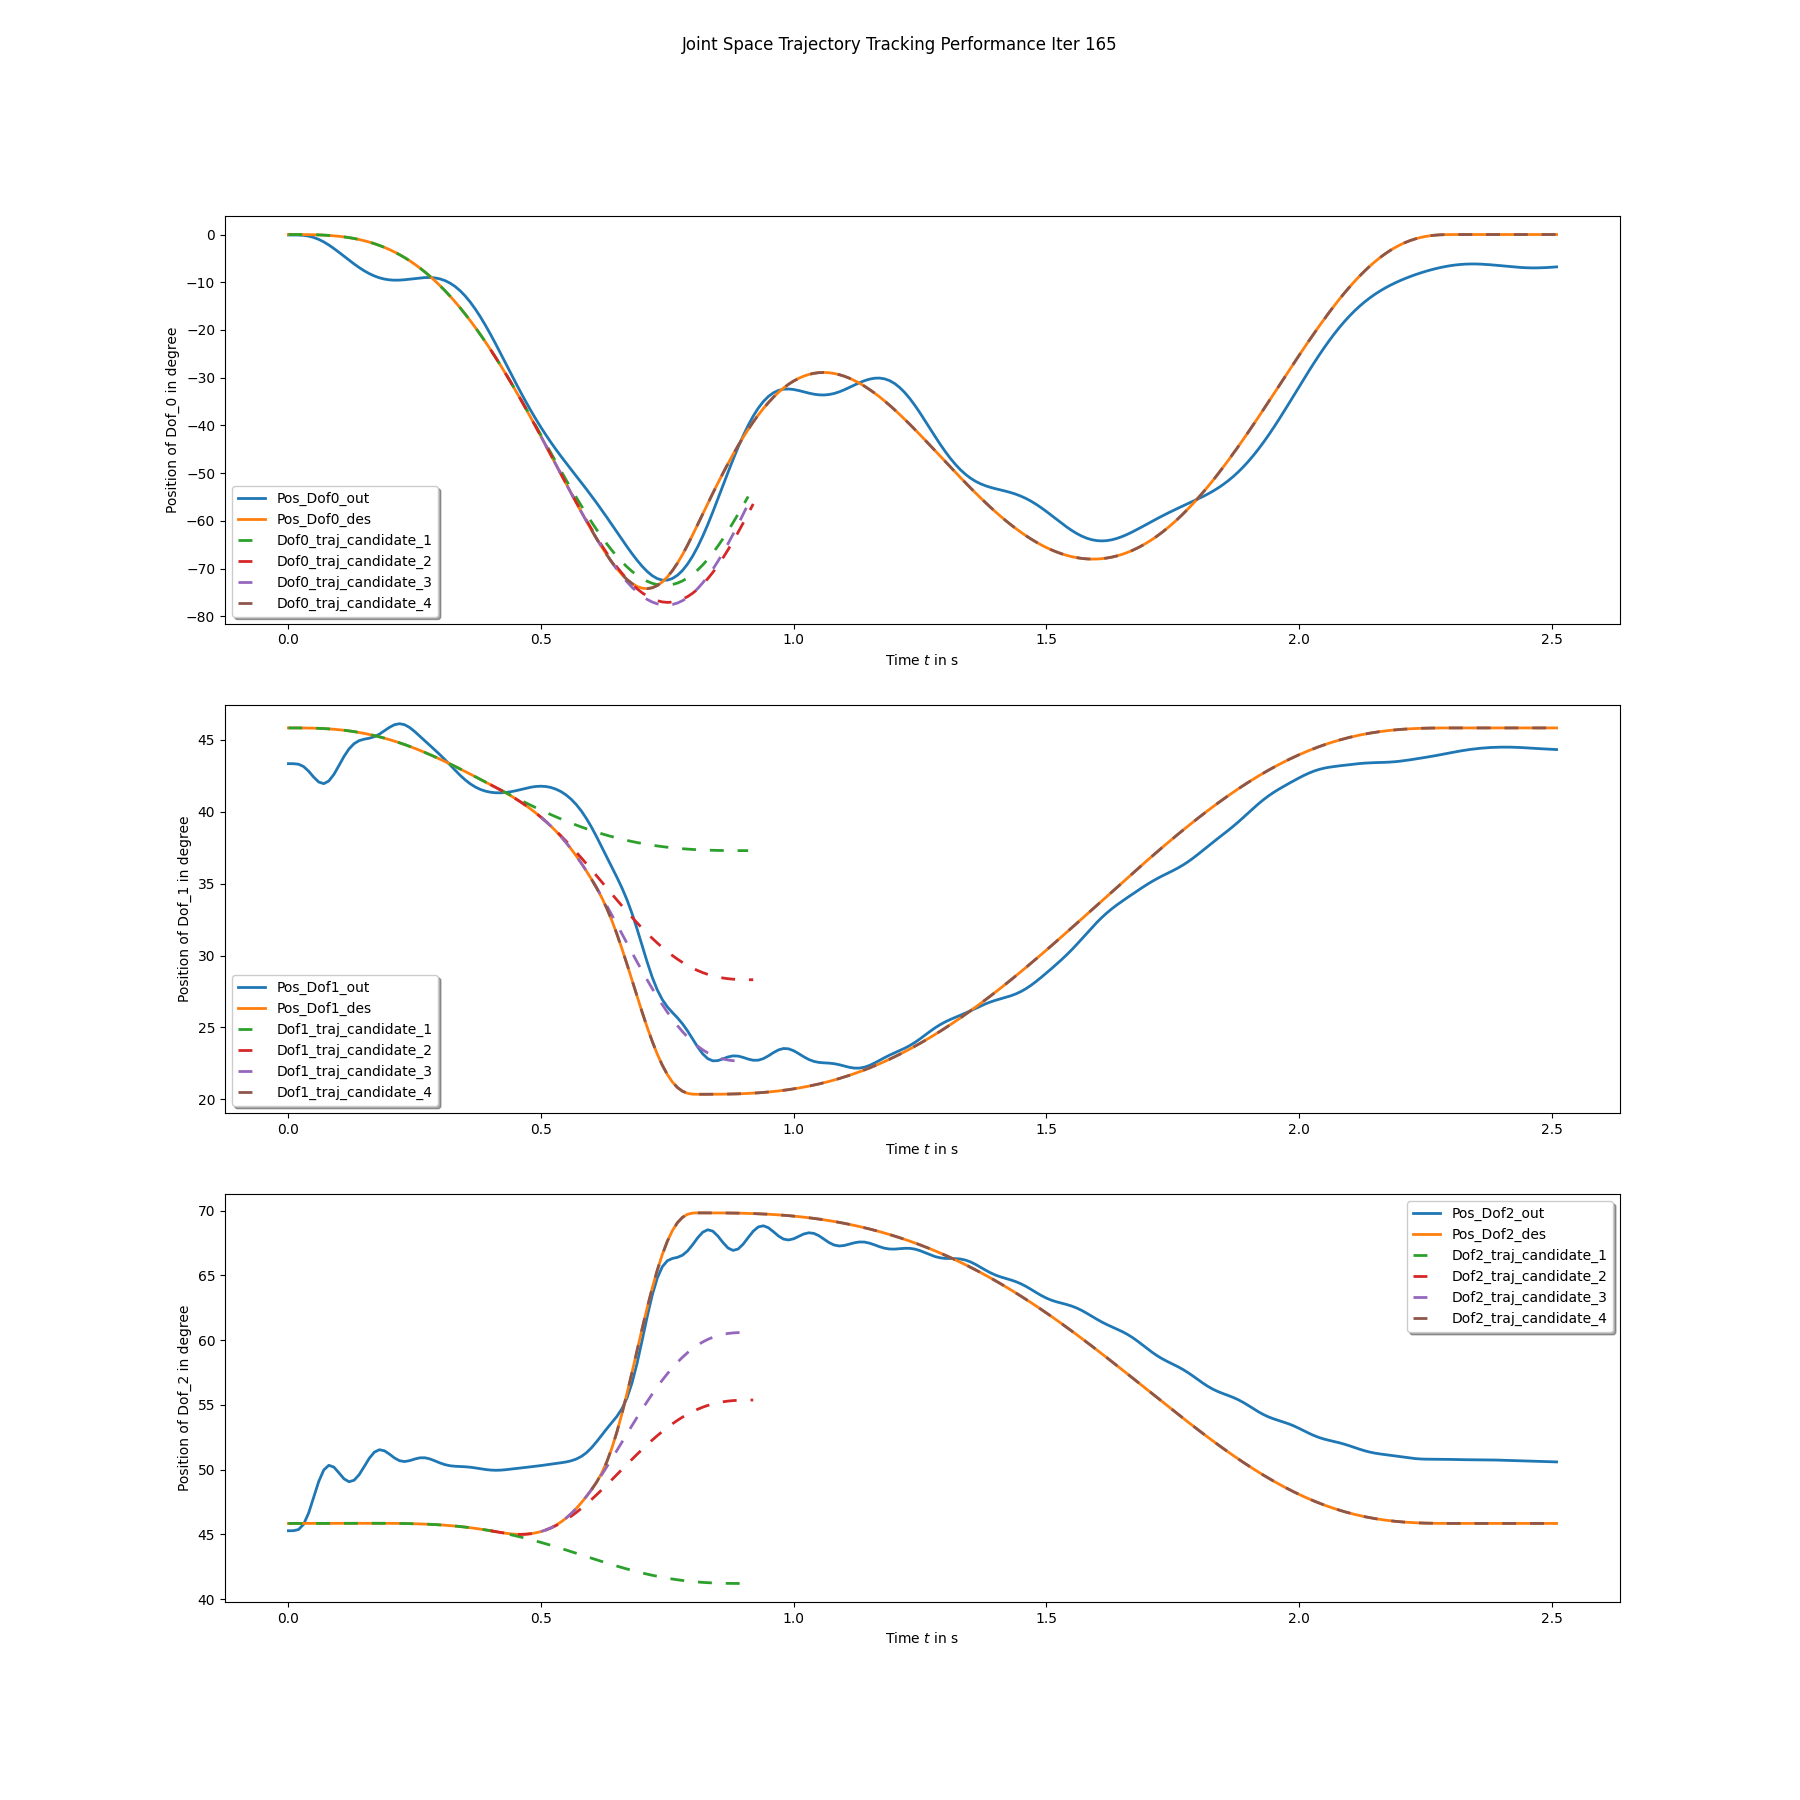 Joint Space Trajectory Tracking Performance Iter 165
0
−10
−20
−30
−40
−50
−60
−70
−80
Position of Dof_0 in degree
Pos_Dof0_out
Pos_Dof0_des
Dof0_traj_candidate_1
Dof0_traj_candidate_2
Dof0_traj_candidate_3
Dof0_traj_candidate_4
0.0 0.5 1.0 1.5 2.0 2.5
Time t in s
45
40
35
30
25
20
Position of Dof_1 in degree
Pos_Dof1_out
Pos_Dof1_des
Dof1_traj_candidate_1
Dof1_traj_candidate_2
Dof1_traj_candidate_3
Dof1_traj_candidate_4
0.0 0.5 1.0 1.5 2.0 2.5
Time t in s
70
65
60
55
50
45
40
Position of Dof_2 in degree
Pos_Dof2_out
Pos_Dof2_des
Dof2_traj_candidate_1
Dof2_traj_candidate_2
Dof2_traj_candidate_3
Dof2_traj_candidate_4
0.0 0.5 1.0 1.5 2.0 2.5
Time t in s